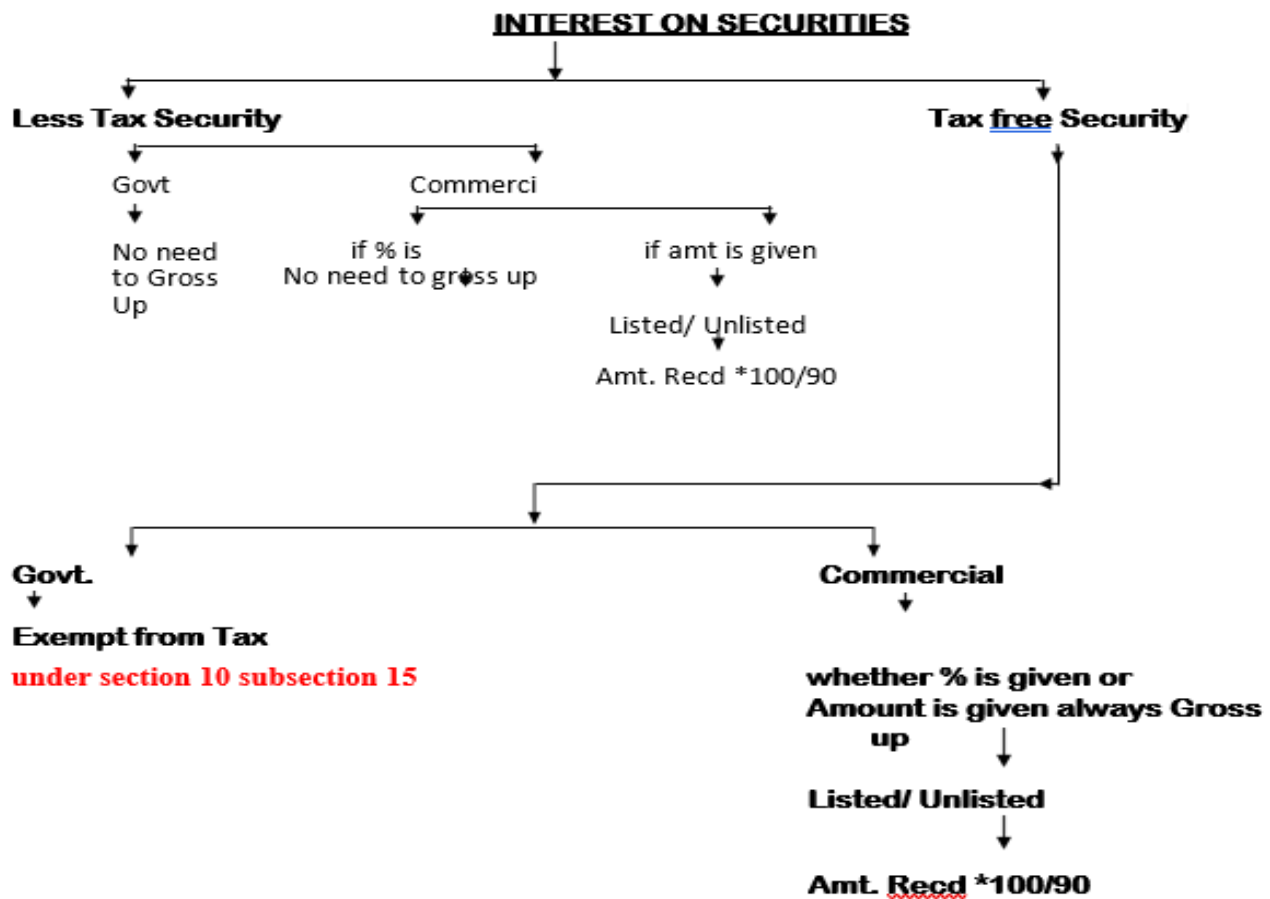 INTEREST ON SECURITIES
Less Tax Security
Tax free Security
Govt
Commerci
No need
to Gross
Up
if % is
No need to gross up
if amt is given
Listed/ Unlisted
Amt. Recd *100/90
Govt.
Commercial
Exempt from Tax
under section 10 subsection 15
whether % is given or
Amount is given always Gross
up
Listed/ Unlisted
Amt. Recd *100/90